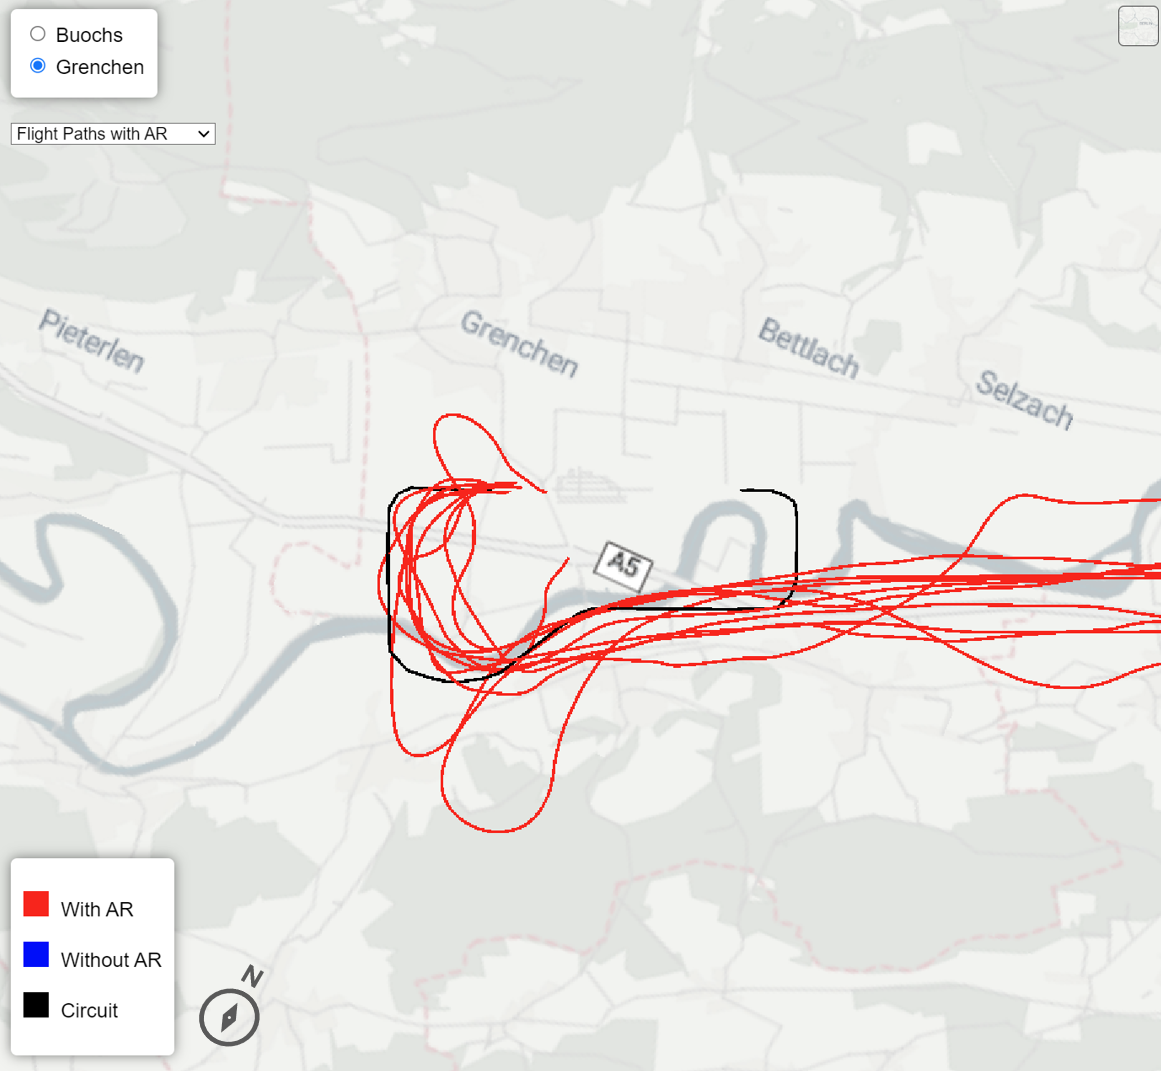 Buochs
Grenchen
Flight Paths with AR
Pieterlen
Grenchen
Bettlach
Selzach
A5
With AR
Without AR
Circuit
N